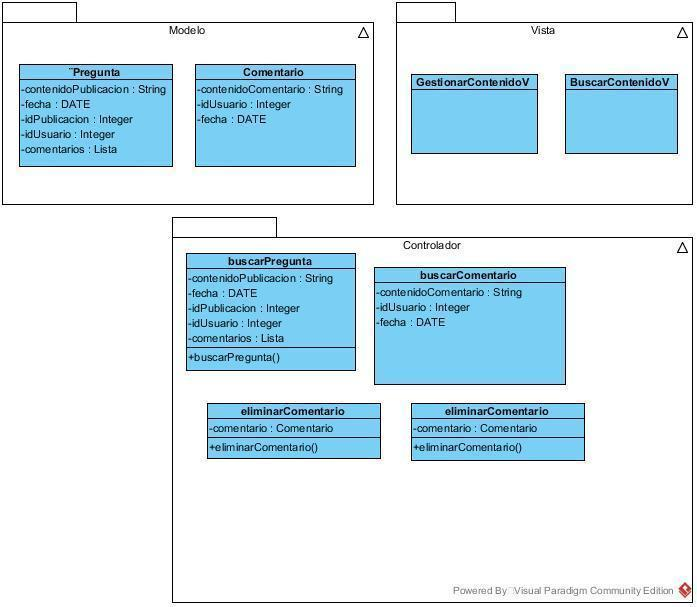 Modelo
¨Pregunta
-contenidoPublicacion : String
-fecha : DATE
-idPublicacion : Integer
-idUsuario : Integer
-comentarios : Lista
Comentario
-contenidoComentario : String
-idUsuario : Integer
-fecha : DATE
Vista
GestionarContenidoV
BuscarContenidoV
Controlador
buscarPregunta
-contenidoPublicacion : String
-fecha : DATE
-idPublicacion : Integer
-idUsuario : Integer
-comentarios : Lista
+buscarPregunta()
buscarComentario
-contenidoComentario : String
-idUsuario : Integer
-fecha : DATE
eliminarComentario
-comentario : Comentario
+eliminarComentario()
eliminarComentario
-comentario : Comentario
+eliminarComentario()
Powered By ¨Visual Paradigm Community Edition